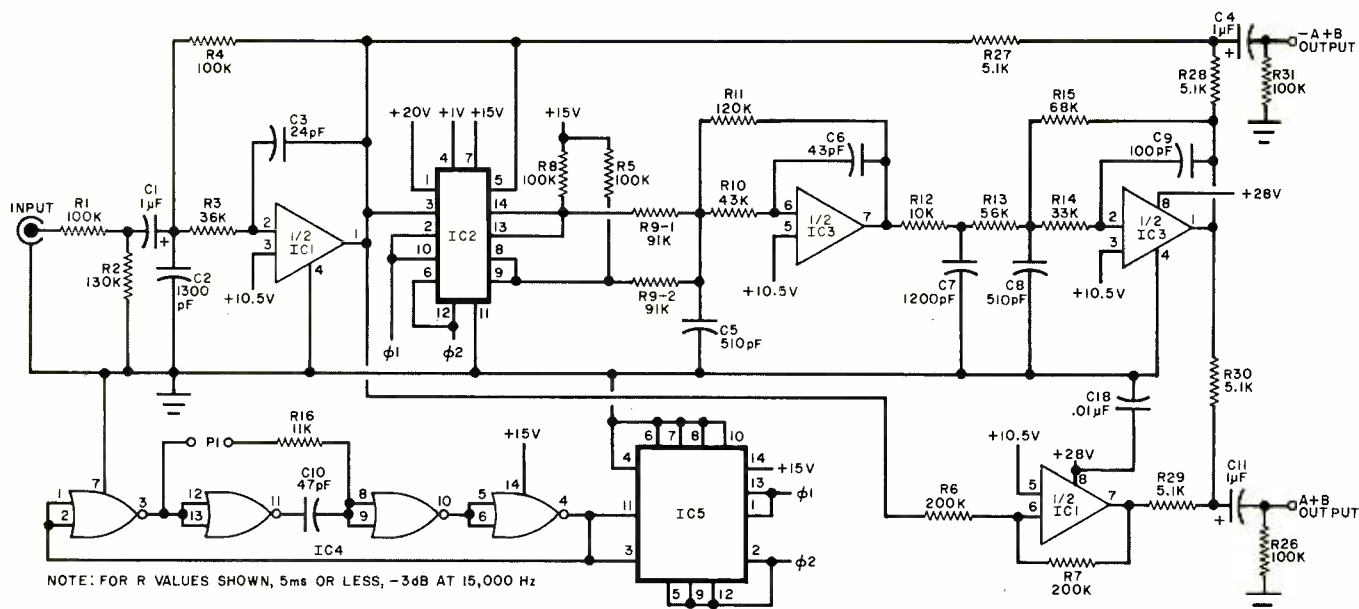 R4
100K
C3
24pF
INPUT
R1
100K
C1
1µF
+
R3
36K
R2
130K
C2
1300
pF
2
3
1/2
IC1
1
4
+10.5V
+20V
+1V
+15V
4
7
1
5
3
14
2
13
IC2
10
8
6
9
12
11
ϕ1
ϕ2
+15V
R8
100K
R5
100K
R9-1
91K
R9-2
91K
R11
120K
R10
43K
C6
43pF
6
5
1/2
IC3
7
+10.5V
C5
510pF
R12
10K
R13
56K
C7
1200pF
C8
510pF
R15
68K
R14
33K
C9
100pF
2
3
1/2
IC3
8
1
4
+28V
+10.5V
R27
5.1K
R28
5.1K
C4
1µF
+
-A+B
OUTPUT
R31
100K
R30
5.1K
P1
R16
11K
C10
47pF
+15V
7
1
2
3
12
13
11
8
9
10
14
5
6
4
IC4
6
7
8
10
4
14
+15V
13
ϕ1
11
1
IC5
3
2
ϕ2
5
9
12
C18
.01µF
+10.5V
+28V
R6
200K
5
6
1/2
IC1
8
7
R7
200K
R29
5.1K
C11
1µF
+
A+B
OUTPUT
R26
100K
NOTE: FOR R VALUES SHOWN, 5ms OR LESS, -3dB AT 15,000 Hz